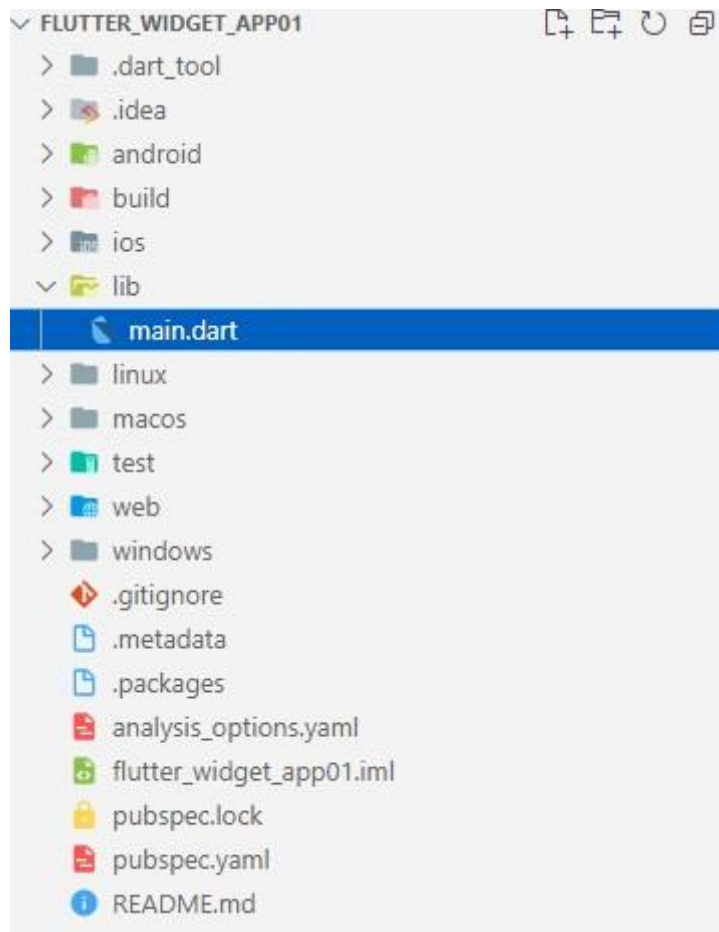 FLUTTER_WIDGET_APP01
.dart_tool
.idea
android
build
ios
lib
main.dart
linux
macos
test
web
windows
.gitignore
.metadata
.packages
analysis_options.yaml
flutter_widget_app01.iml
pubspec.lock
pubspec.yaml
README.md